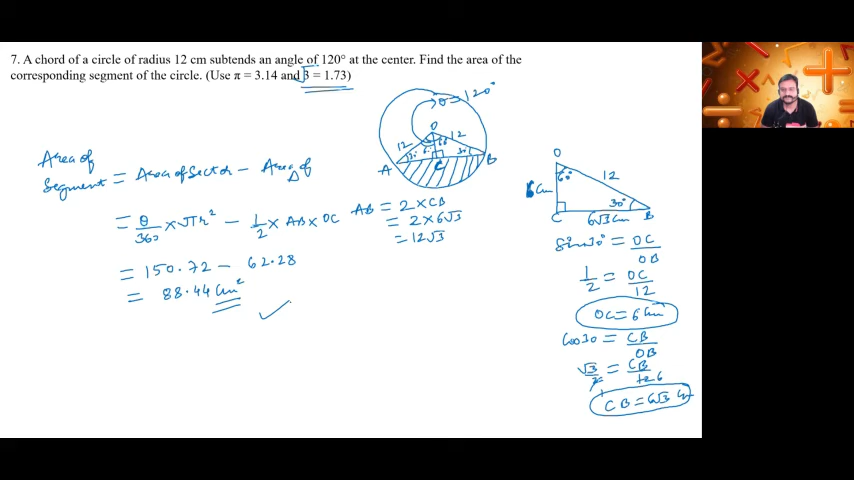 7. A chord of a circle of radius 12 cm subtends an angle of 120° at the center. Find the area of the
corresponding segment of the circle. (Use π = 3.14 and √3 = 1.73)
θ = 120°
O
12
12
60
60
30°
30°
A
C
B
Area of Segment = Area of Sector - Area of Δ
= θ/360 × πr² - 1/2 × AB × OC
= 150.72 - 62.28
= 88.44 cm²
AB = 2 × CB
= 2 × 6√3
= 12√3
O
60°
12
6 cm
30°
C
6√3 cm
B
Sin 30° = OC/OB
1/2 = OC/12
OC = 6 cm
Cos 30 = CB/OB
√3/2 = CB/12 6
CB = 6√3 cm